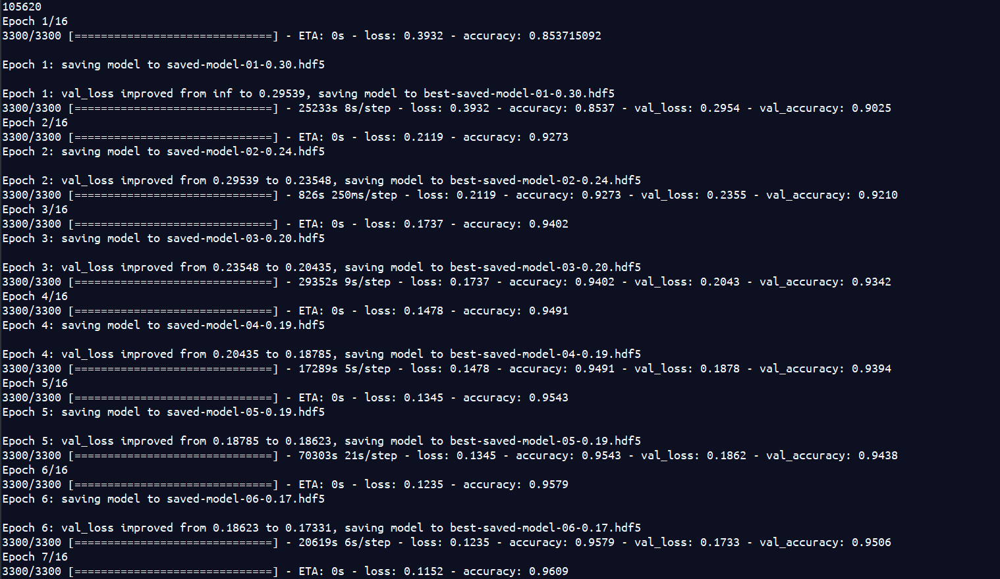 105620
Epoch 1/16
3300/3300 [==============================] - ETA: 0s - loss: 0.3932 - accuracy: 0.853715092
Epoch 1: saving model to saved-model-01-0.30.hdf5
Epoch 1: val_loss improved from inf to 0.29539, saving model to best-saved-model-01-0.30.hdf5
3300/3300 [==============================] - 25233s 8s/step - loss: 0.3932 - accuracy: 0.8537 - val_loss: 0.2954 - val_accuracy: 0.9025
Epoch 2/16
3300/3300 [==============================] - ETA: 0s - loss: 0.2119 - accuracy: 0.9273
Epoch 2: saving model to saved-model-02-0.24.hdf5
Epoch 2: val_loss improved from 0.29539 to 0.23548, saving model to best-saved-model-02-0.24.hdf5
3300/3300 [==============================] - 826s 250ms/step - loss: 0.2119 - accuracy: 0.9273 - val_loss: 0.2355 - val_accuracy: 0.9210
Epoch 3/16
3300/3300 [==============================] - ETA: 0s - loss: 0.1737 - accuracy: 0.9402
Epoch 3: saving model to saved-model-03-0.20.hdf5
Epoch 3: val_loss improved from 0.23548 to 0.20435, saving model to best-saved-model-03-0.20.hdf5
3300/3300 [==============================] - 29352s 9s/step - loss: 0.1737 - accuracy: 0.9402 - val_loss: 0.2043 - val_accuracy: 0.9342
Epoch 4/16
3300/3300 [==============================] - ETA: 0s - loss: 0.1478 - accuracy: 0.9491
Epoch 4: saving model to saved-model-04-0.19.hdf5
Epoch 4: val_loss improved from 0.20435 to 0.18785, saving model to best-saved-model-04-0.19.hdf5
3300/3300 [==============================] - 17289s 5s/step - loss: 0.1478 - accuracy: 0.9491 - val_loss: 0.1878 - val_accuracy: 0.9394
Epoch 5/16
3300/3300 [==============================] - ETA: 0s - loss: 0.1345 - accuracy: 0.9543
Epoch 5: saving model to saved-model-05-0.19.hdf5
Epoch 5: val_loss improved from 0.18785 to 0.18623, saving model to best-saved-model-05-0.19.hdf5
3300/3300 [==============================] - 70303s 21s/step - loss: 0.1345 - accuracy: 0.9543 - val_loss: 0.1862 - val_accuracy: 0.9438
Epoch 6/16
3300/3300 [==============================] - ETA: 0s - loss: 0.1235 - accuracy: 0.9579
Epoch 6: saving model to saved-model-06-0.17.hdf5
Epoch 6: val_loss improved from 0.18623 to 0.17331, saving model to best-saved-model-06-0.17.hdf5
3300/3300 [==============================] - 20619s 6s/step - loss: 0.1235 - accuracy: 0.9579 - val_loss: 0.1733 - val_accuracy: 0.9506
Epoch 7/16
3300/3300 [==============================] - ETA: 0s - loss: 0.1152 - accuracy: 0.9609